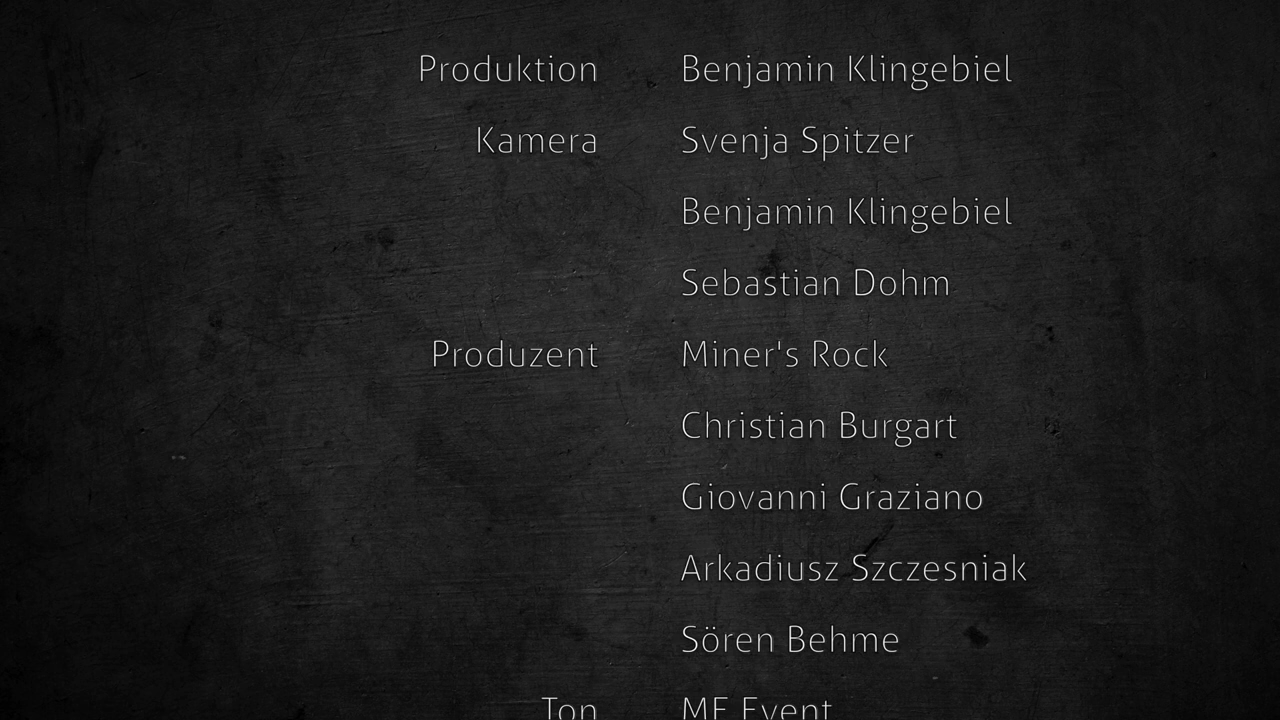 Produktion Benjamin Klingebiel
Kamera Svenja Spitzer
Benjamin Klingebiel
Sebastian Dohm
Produzent Miner's Rock
Christian Burgart
Giovanni Graziano
Arkadiusz Szczesniak
Sören Behme
Ton Event